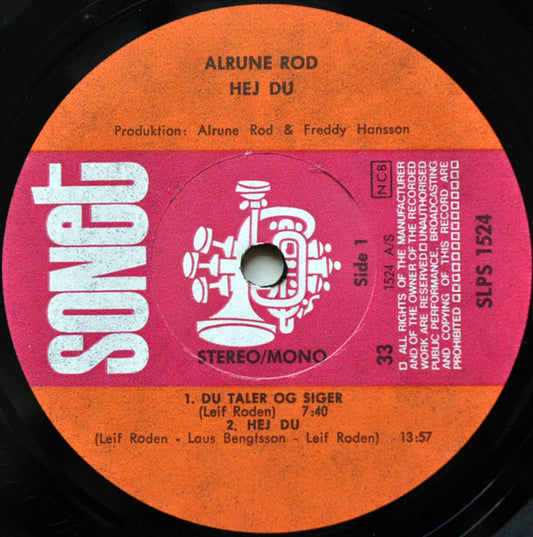 ALRUNE ROD
HEJ DU
Produktion: Alrune Rod & Freddy Hansson
SONET
STEREO/MONO
Side 1
NCB
1524 A/S
33
ALL RIGHTS OF THE MANUFACTURER
AND OF THE OWNER OF THE RECORDED
WORK ARE RESERVED UNAUTHORISED
PUBLIC PERFORMANCE BROADCASTING
AND COPYING OF THIS RECORD ARE
PROHIBITED
SLPS 1524
1. DU TALER OG SIGER
(Leif Roden) 7:40
2. HEJ DU
(Leif Roden - Laus Bengtsson - Leif Roden) 13:57